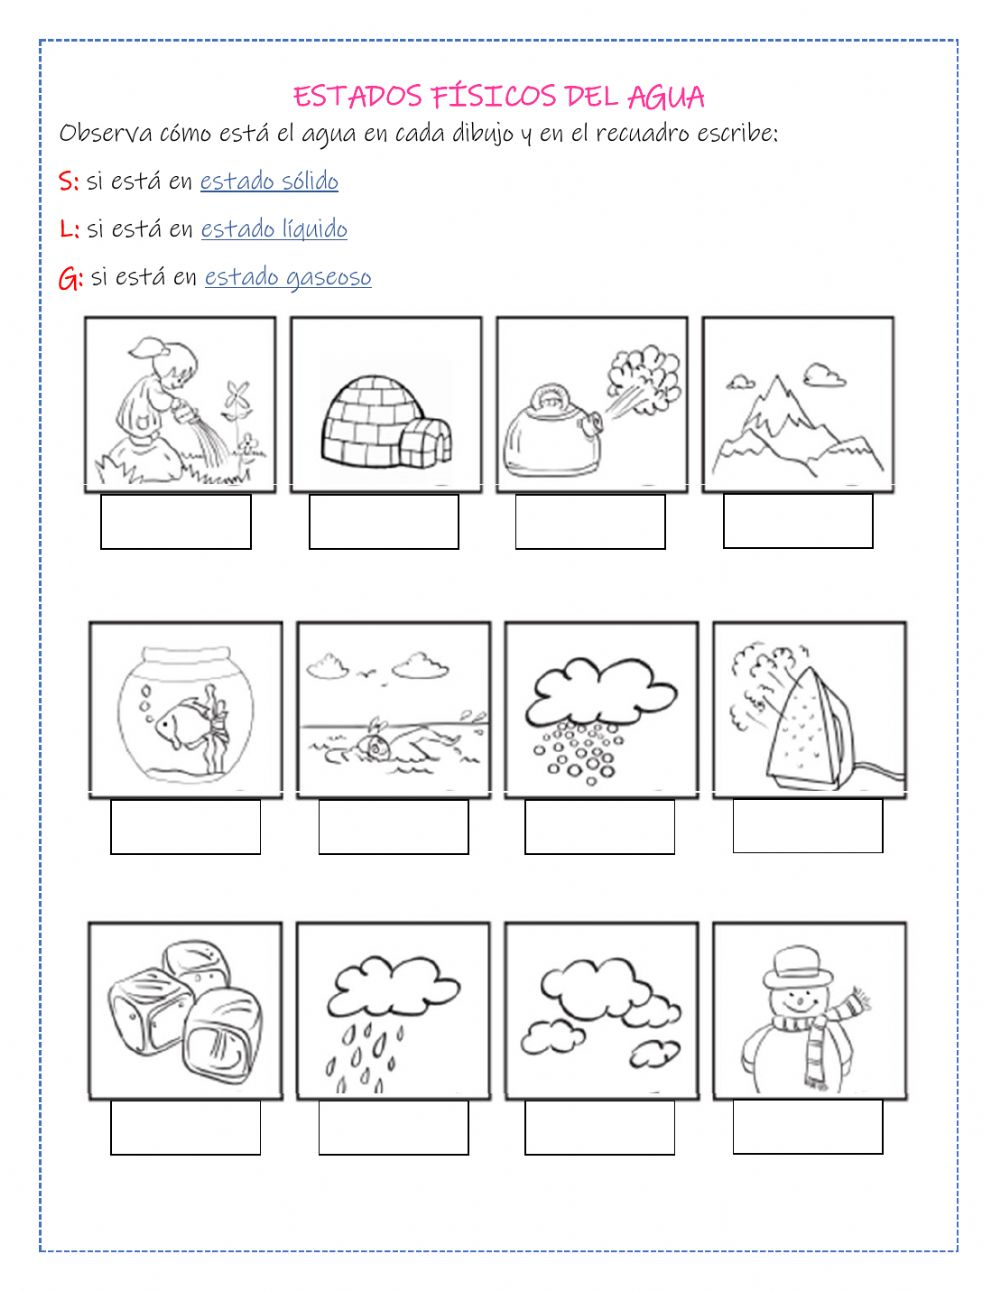 ESTADOS FÍSICOS DEL AGUA
Observa cómo está el agua en cada dibujo y en el recuadro escribe:
S: si está en estado sólido
L: si está en estado líquido
G: si está en estado gaseoso